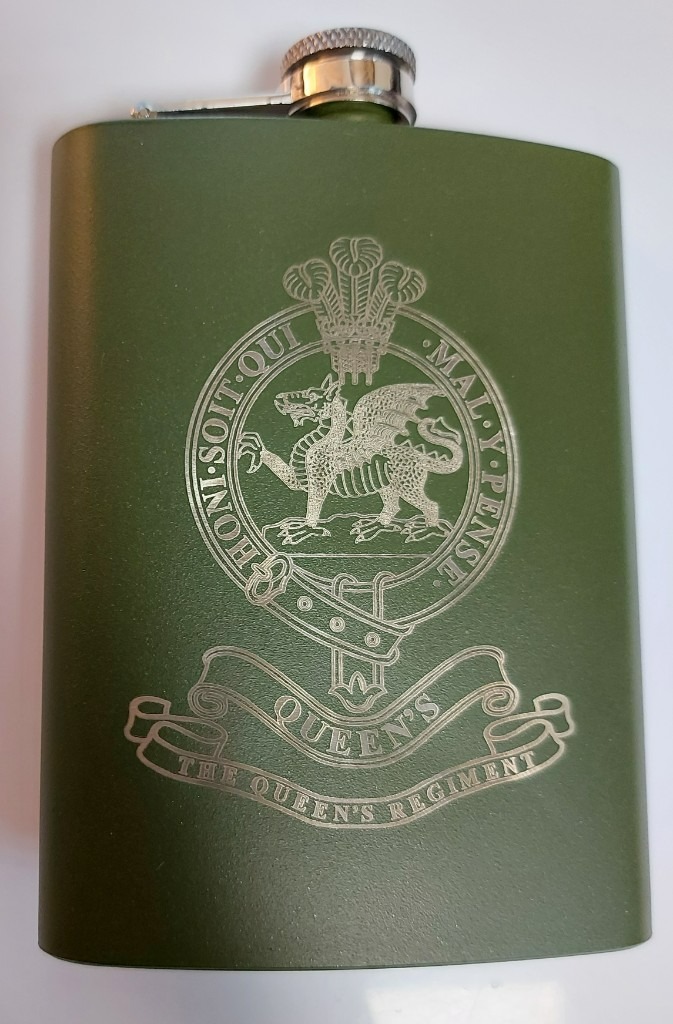 HONI·SOIT·QUI ·MAL·Y·PENSE·
QUEEN'S
THE QUEEN'S REGIMENT